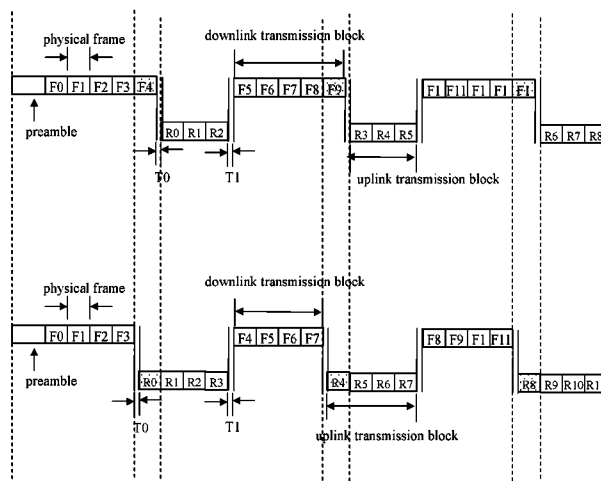 physical frame
downlink transmission block
F0 F1 F2 F3 F4
F5 F6 F7 F8 F9
F1 F11 F1 F1 F1
preamble
R0 R1 R2
R3 R4 R5
R6 R7 R8
T0
T1
uplink transmission block
physical frame
downlink transmission block
F0 F1 F2 F3
F4 F5 F6 F7
F8 F9 F1 F11
preamble
R0 R1 R2 R3
R4 R5 R6 R7
R8 R9 R10 R1
T0
T1
uplink transmission block